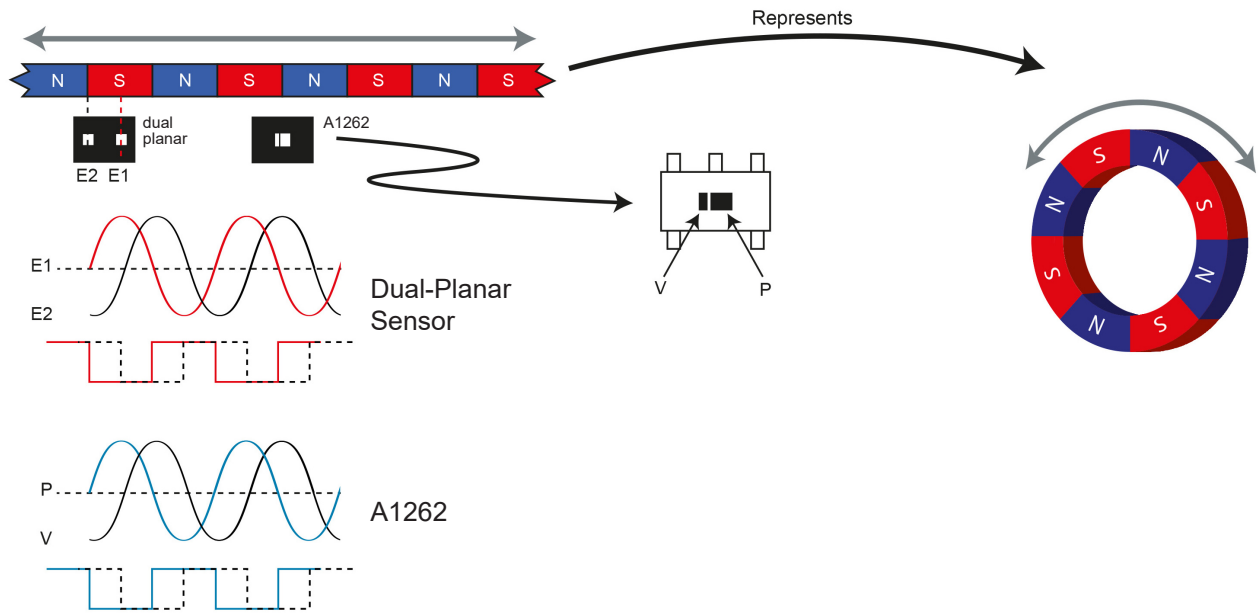 Represents
N S N S N S N S
dual
planar
A1262
E2 E1
V P
S N S N S N S N
E1
E2
Dual-Planar
Sensor
P
V
A1262